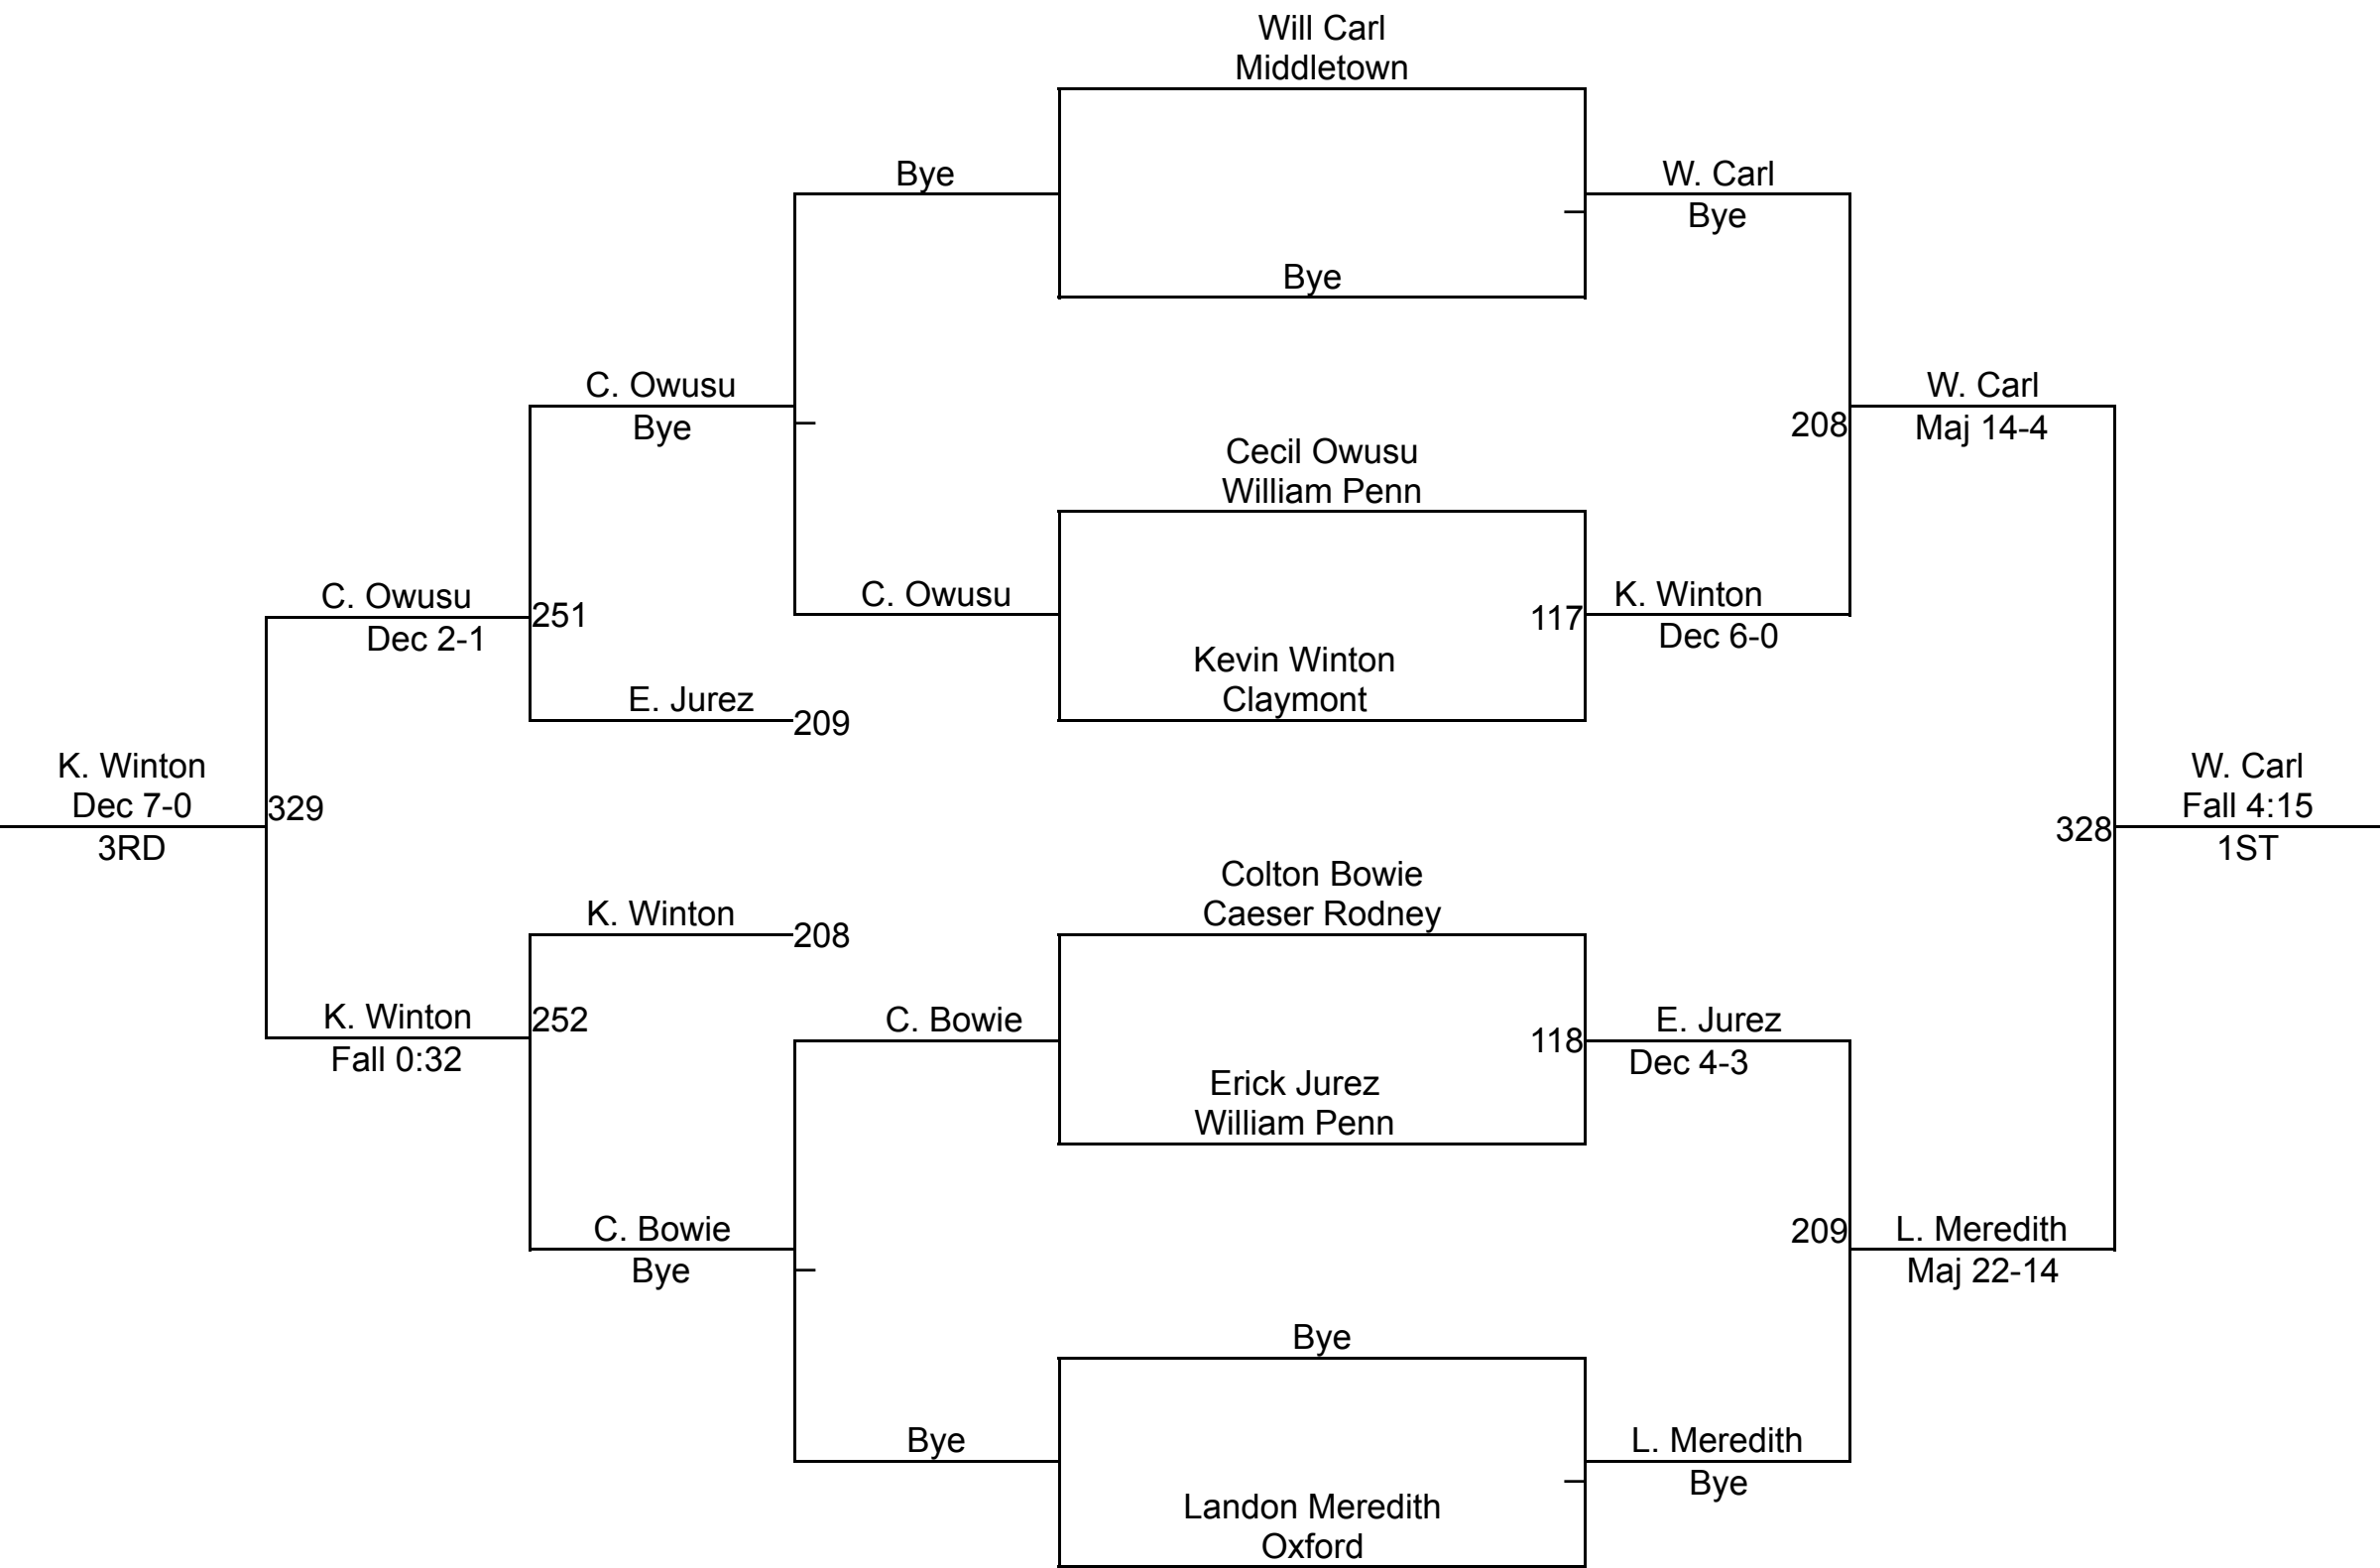 Will Carl
Middletown
Bye
W. Carl
Bye
Bye
C. Owusu
Bye
W. Carl
Maj 14-4
208
Cecil Owusu
William Penn
C. Owusu
Dec 2-1
251
C. Owusu
117
K. Winton
Dec 6-0
Kevin Winton
Claymont
E. Jurez
209
K. Winton
Dec 7-0
3RD
329
W. Carl
Fall 4:15
1ST
328
Colton Bowie
Caeser Rodney
K. Winton
208
K. Winton
Fall 0:32
252
C. Bowie
118
E. Jurez
Dec 4-3
Erick Jurez
William Penn
C. Bowie
Bye
209
L. Meredith
Maj 22-14
Bye
Bye
L. Meredith
Bye
Landon Meredith
Oxford